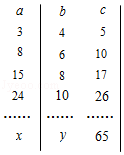 a b c
3 4 5
8 6 10
15 8 17
24 10 26
...... ...... ......
x y 65